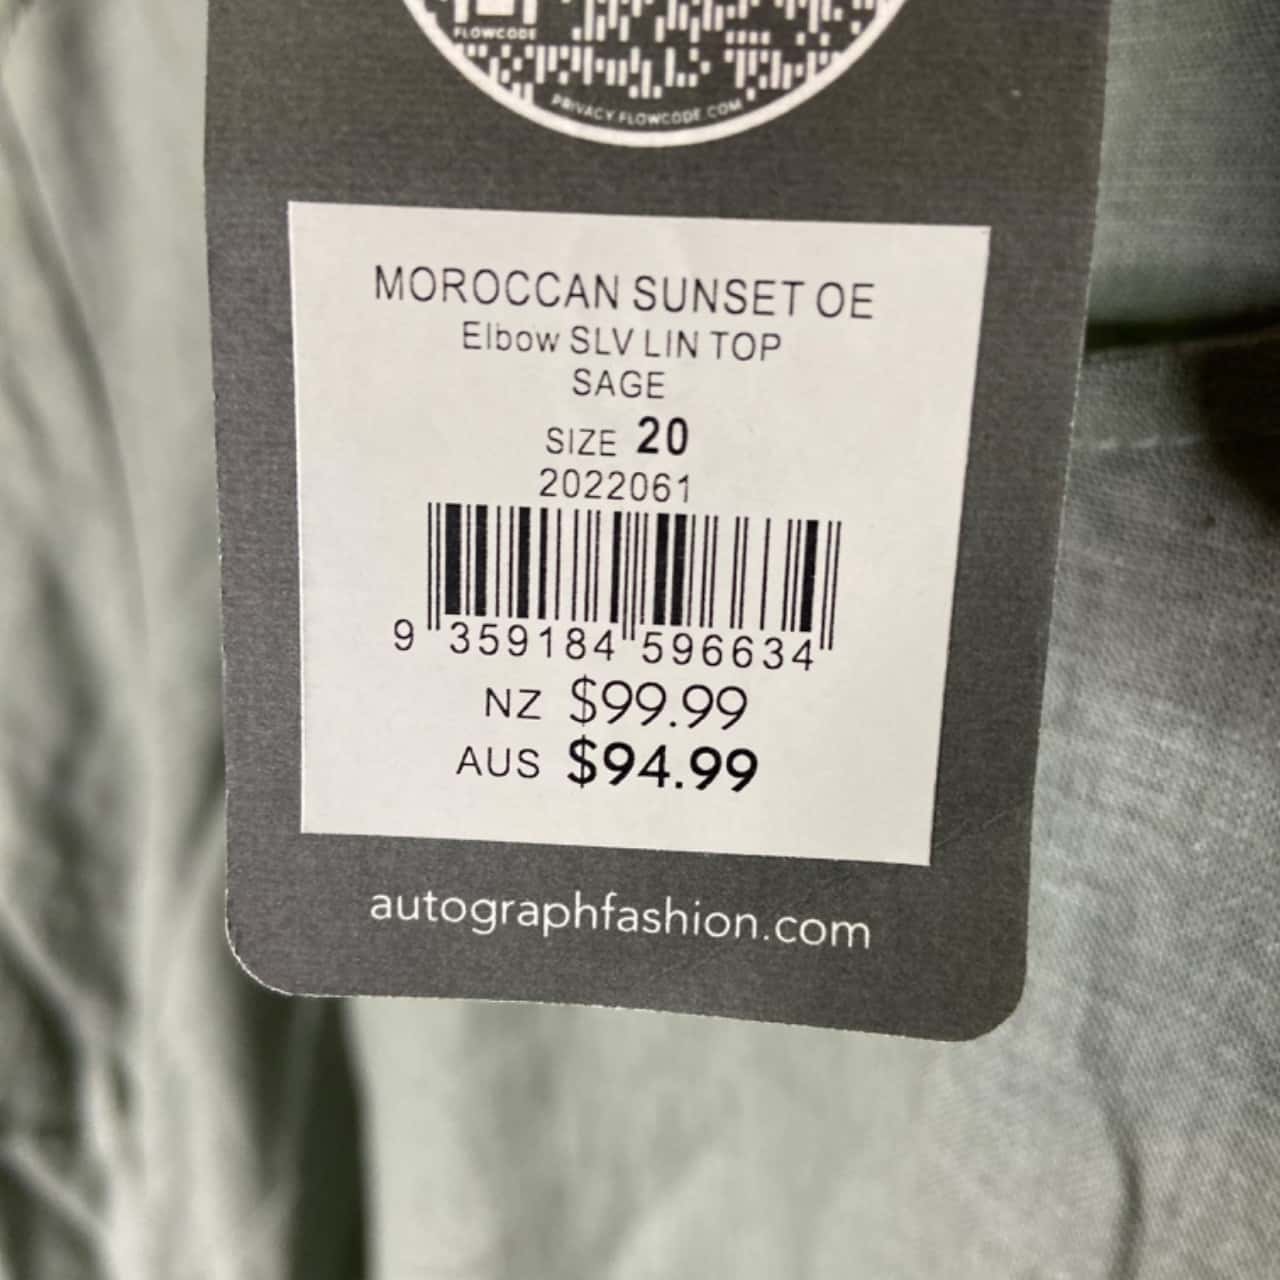 FLOWCODE
PRIVACY.FLOWCODE.COM
MOROCCAN SUNSET OE
Elbow SLV LIN TOP
SAGE
SIZE 20
2022061
9 359184 596634
NZ $99.99
AUS $94.99
autographfashion.com